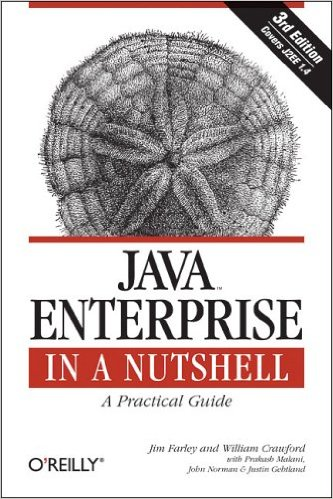 3rd Edition
Covers J2EE 1.4
JAVA™
ENTERPRISE
IN A NUTSHELL
A Practical Guide
Jim Farley and William Crawford
with Prakash Malani,
John Norman & Justin Gehtland
O'REILLY®